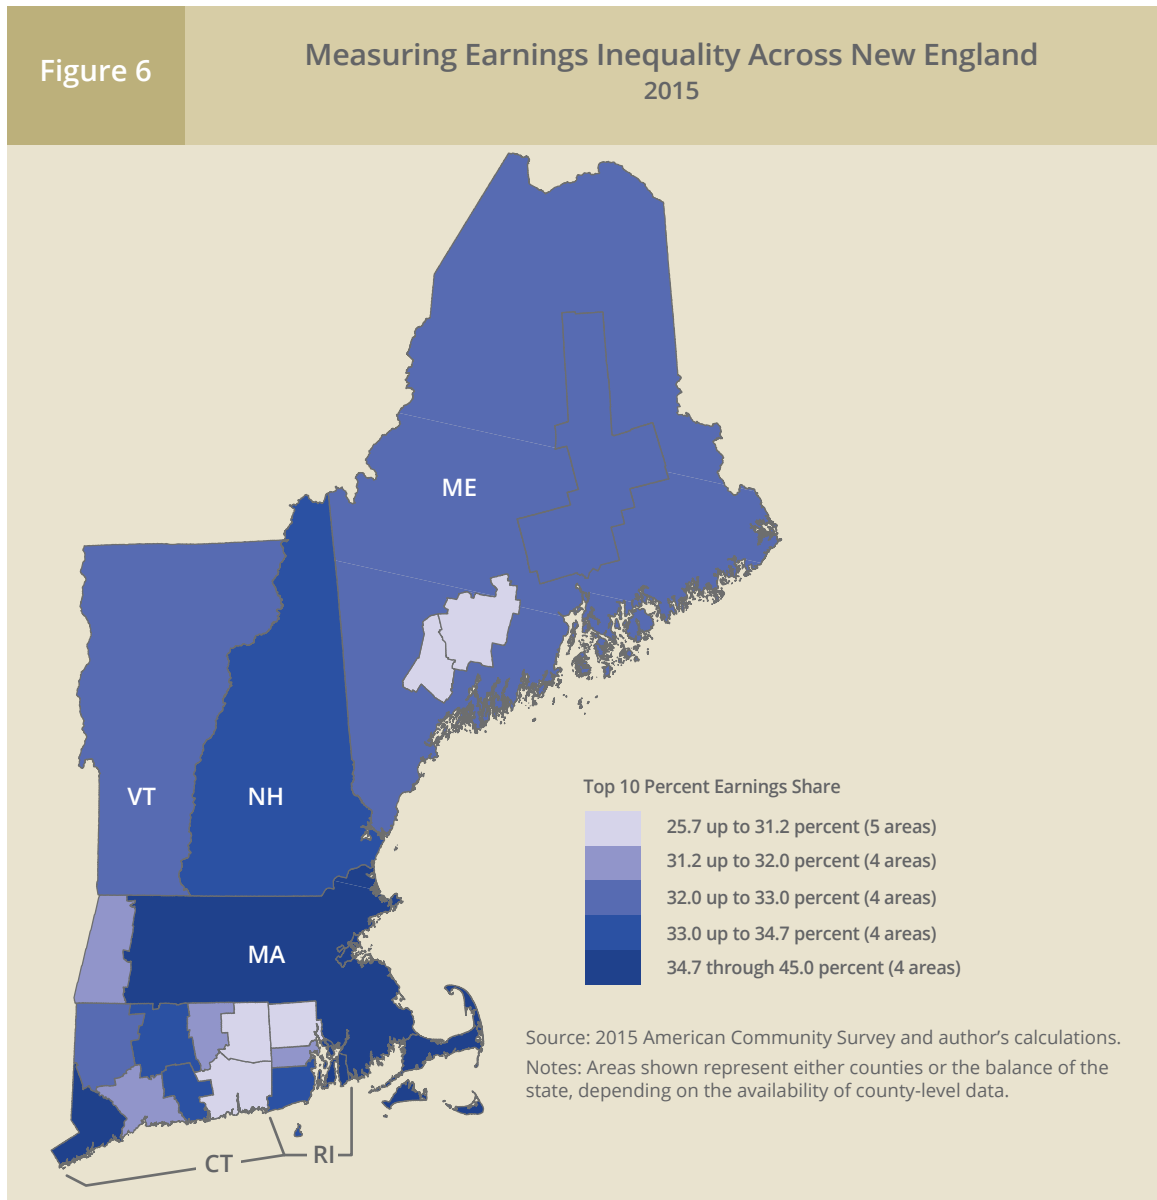 Figure 6
Measuring Earnings Inequality Across New England
2015
ME
VT
NH
MA
CT
RI
Top 10 Percent Earnings Share
25.7 up to 31.2 percent (5 areas)
31.2 up to 32.0 percent (4 areas)
32.0 up to 33.0 percent (4 areas)
33.0 up to 34.7 percent (4 areas)
34.7 through 45.0 percent (4 areas)
Source: 2015 American Community Survey and author’s calculations.
Notes: Areas shown represent either counties or the balance of the
state, depending on the availability of county-level data.